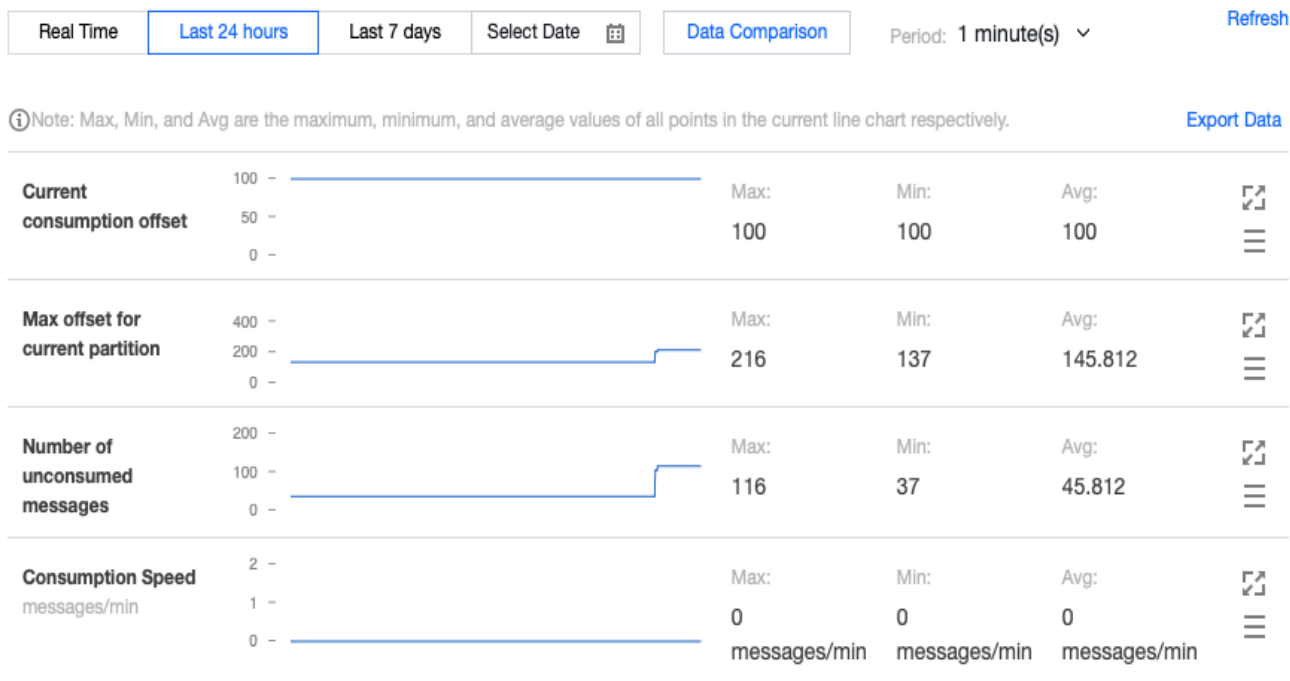 Real Time Last 24 hours Last 7 days Select Date Data Comparison Period: 1 minute(s) Refresh
Note: Max, Min, and Avg are the maximum, minimum, and average values of all points in the current line chart respectively. Export Data
Current
consumption offset
100
50
0
Max: Min: Avg:
100 100 100
Max offset for
current partition
400
200
0
Max: Min: Avg:
216 137 145.812
Number of
unconsumed
messages
200
100
0
Max: Min: Avg:
116 37 45.812
Consumption Speed
messages/min
2
1
0
Max: Min: Avg:
0 0 0
messages/min messages/min messages/min